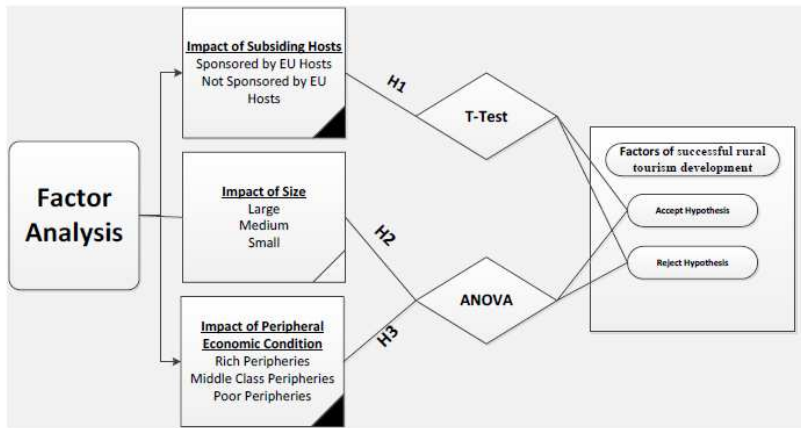 Factor
Analysis
Impact of Subsiding Hosts
Sponsored by EU Hosts
Not Sponsored by EU
Hosts
Impact of Size
Large
Medium
Small
Impact of Peripheral
Economic Condition
Rich Peripheries
Middle Class Peripheries
Poor Peripheries
H1
H2
H3
T-Test
ANOVA
Factors of successful rural
tourism development
Accept Hypothesis
Reject Hypothesis